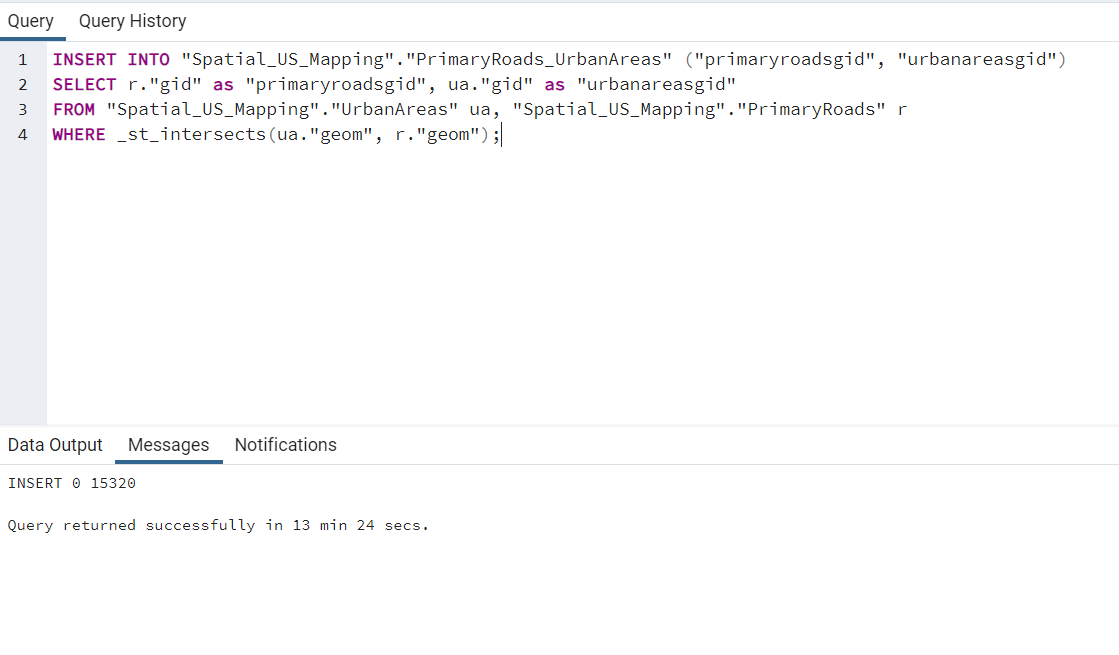 Query Query History
1 INSERT INTO "Spatial_US_Mapping"."PrimaryRoads_UrbanAreas" ("primaryroadsgid", "urbanareasgid")
2 SELECT r."gid" as "primaryroadsgid", ua."gid" as "urbanareasgid"
3 FROM "Spatial_US_Mapping"."UrbanAreas" ua, "Spatial_US_Mapping"."PrimaryRoads" r
4 WHERE _st_intersects(ua."geom", r."geom");
Data Output Messages Notifications
INSERT 0 15320
Query returned successfully in 13 min 24 secs.